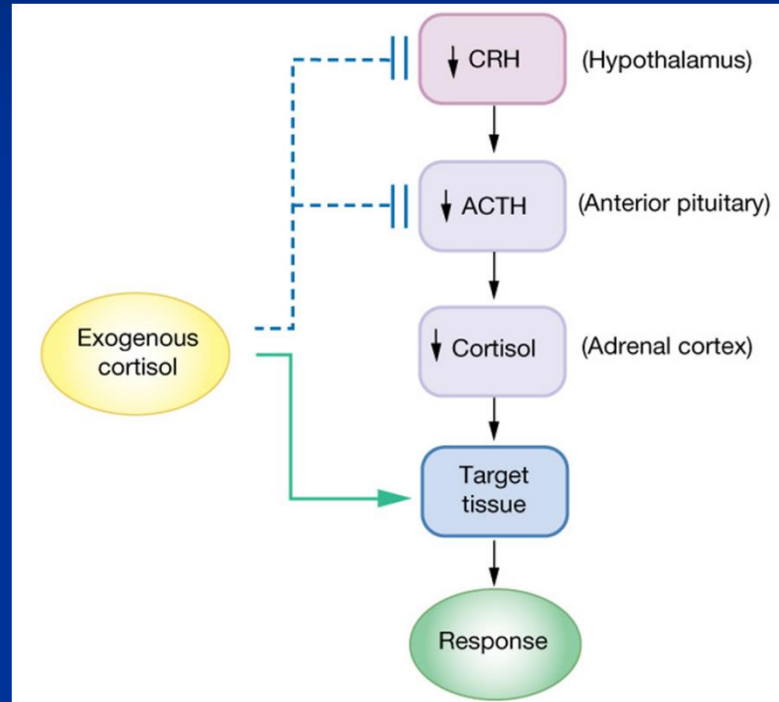 ↓ CRH (Hypothalamus)
↓ ACTH (Anterior pituitary)
Exogenous
cortisol
↓ Cortisol (Adrenal cortex)
Target
tissue
Response